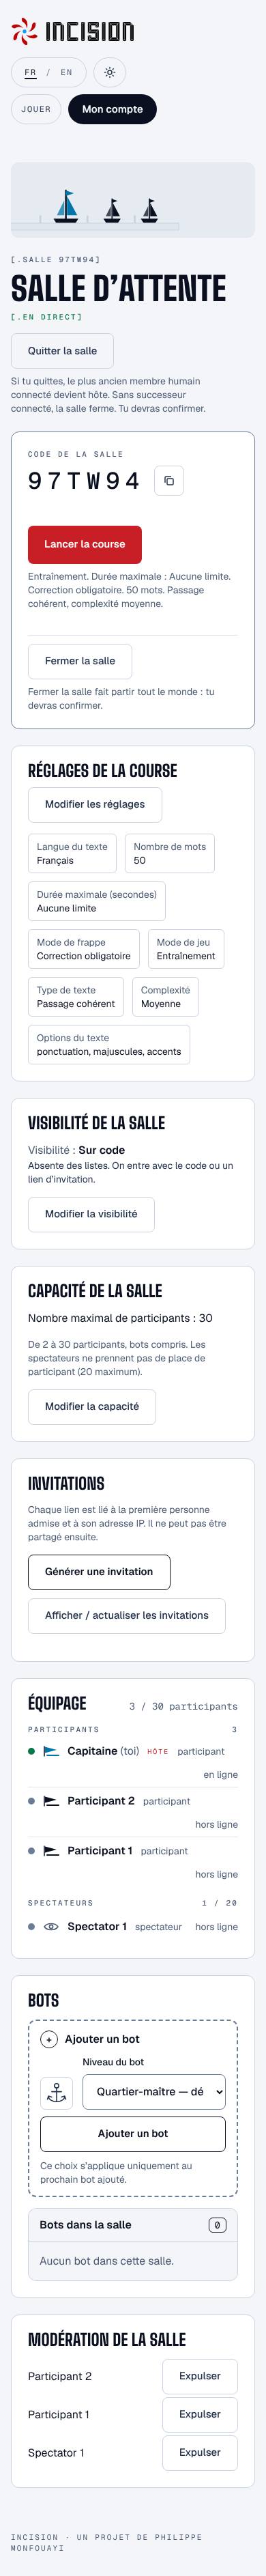 INCISION
FR / EN
JOUER
Mon compte
[.SALLE 97TW94]
SALLE D'ATTENTE
[.EN DIRECT]
Quitter la salle
Si tu quittes, le plus ancien membre humain
connecté devient hôte. Sans successeur
connecté, la salle ferme. Tu devras confirmer.
CODE DE LA SALLE
97TW94
Lancer la course
Entraînement. Durée maximale : Aucune limite.
Correction obligatoire. 50 mots. Passage
cohérent, complexité moyenne.
Fermer la salle
Fermer la salle fait partir tout le monde : tu
devras confirmer.
RÉGLAGES DE LA COURSE
Modifier les réglages
Langue du texte
Français
Nombre de mots
50
Durée maximale (secondes)
Aucune limite
Mode de frappe
Correction obligatoire
Mode de jeu
Entraînement
Type de texte
Passage cohérent
Complexité
Moyenne
Options du texte
ponctuation, majuscules, accents
VISIBILITÉ DE LA SALLE
Visibilité : Sur code
Absente des listes. On entre avec le code ou un
lien d'invitation.
Modifier la visibilité
CAPACITÉ DE LA SALLE
Nombre maximal de participants : 30
De 2 à 30 participants, bots compris. Les
spectateurs ne prennent pas de place de
participant (20 maximum).
Modifier la capacité
INVITATIONS
Chaque lien est lié à la première personne
admise et à son adresse IP. Il ne peut pas être
partagé ensuite.
Générer une invitation
Afficher / actualiser les invitations
ÉQUIPAGE
3 / 30 participants
PARTICIPANTS 3
Capitaine (toi) HÔTE participant
en ligne
Participant 2 participant
hors ligne
Participant 1 participant
hors ligne
SPECTATEURS 1 / 20
Spectator 1 spectateur hors ligne
BOTS
+ Ajouter un bot
Niveau du bot
Quartier-maître — dé
Ajouter un bot
Ce choix s'applique uniquement au
prochain bot ajouté.
Bots dans la salle 0
Aucun bot dans cette salle.
MODÉRATION DE LA SALLE
Participant 2 Expulser
Participant 1 Expulser
Spectator 1 Expulser
INCISION · UN PROJET DE PHILIPPE
MONFOUAYI